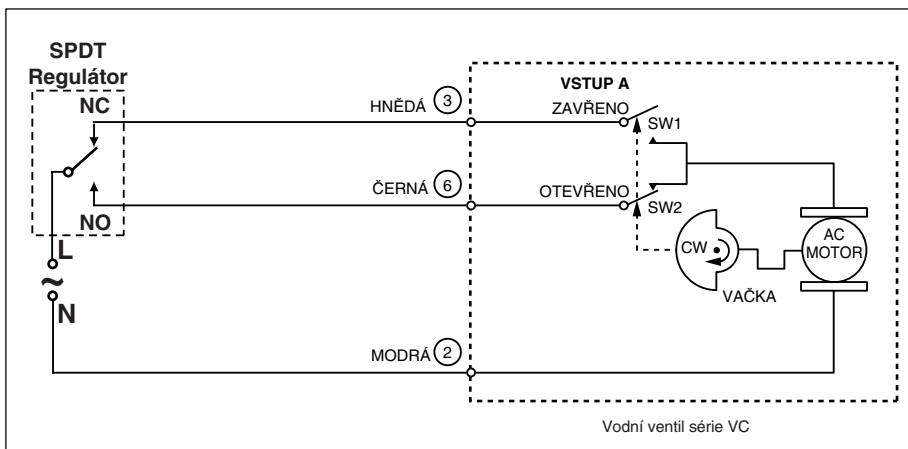 SPDT
Regulátor
NC
NO
L
~
N
HNĚDÁ 3
ČERNÁ 6
MODRÁ 2
VSTUP A
ZAVŘENO
SW1
OTEVŘENO
SW2
CW
VAČKA
AC
MOTOR
Vodní ventil série VC